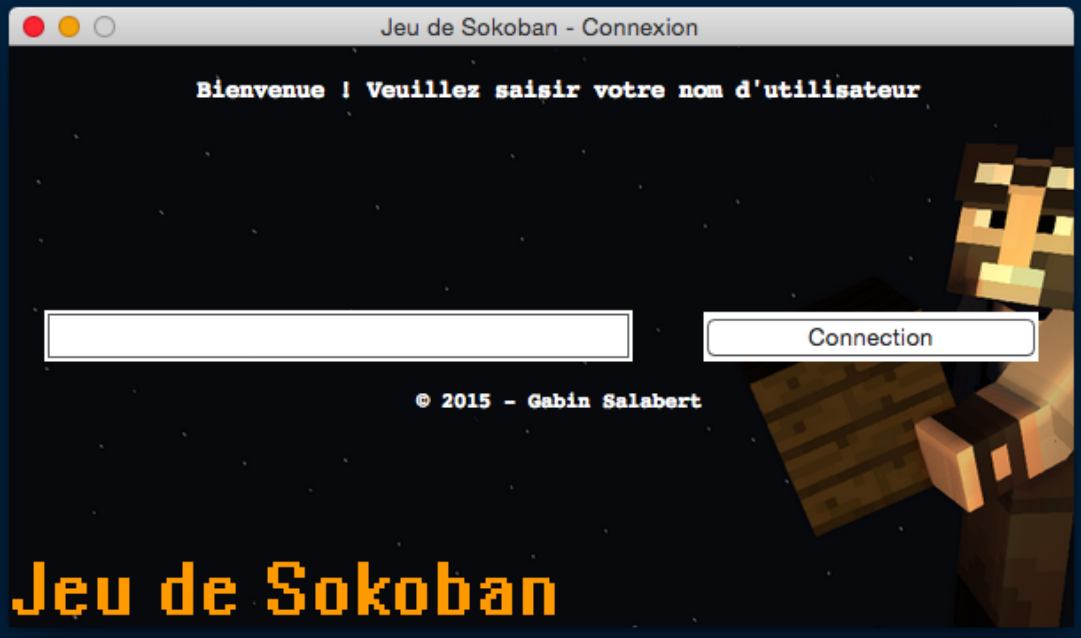 Jeu de Sokoban - Connexion
Bienvenue ! Veuillez saisir votre nom d'utilisateur
Connection
© 2015 - Gabin Salabert
Jeu de Sokoban